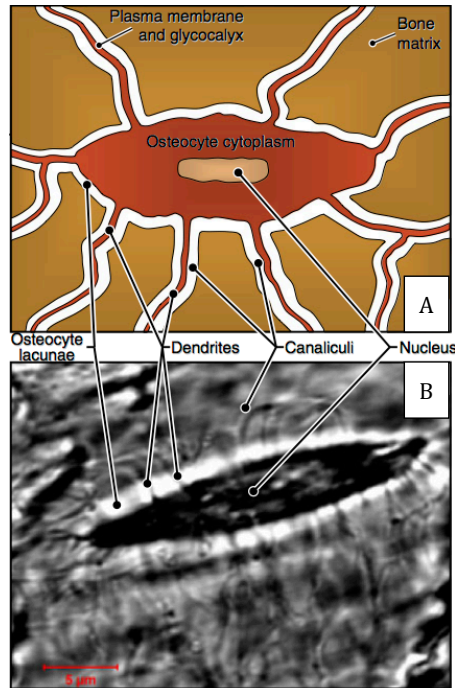 Plasma membrane
and glycocalyx
Bone
matrix
Osteocyte cytoplasm
A
Osteocyte
lacunae
Dendrites
Canaliculi
Nucleus
B
5 μm